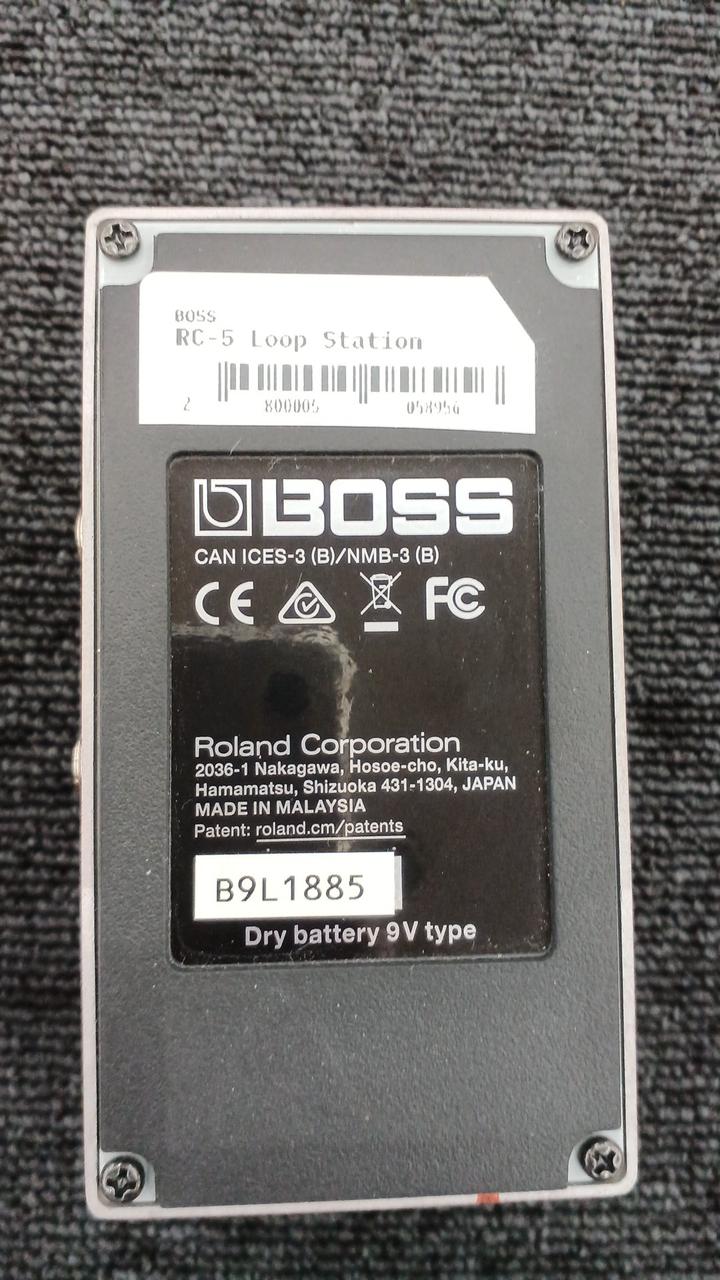 BOSS
RC-5 Loop Station
2 800005 058956
BOSS
CAN ICES-3 (B)/NMB-3 (B)
CE FC
Roland Corporation
2036-1 Nakagawa, Hosoe-cho, Kita-ku,
Hamamatsu, Shizuoka 431-1304, JAPAN
MADE IN MALAYSIA
Patent: roland.cm/patents
B9L1885
Dry battery 9V type